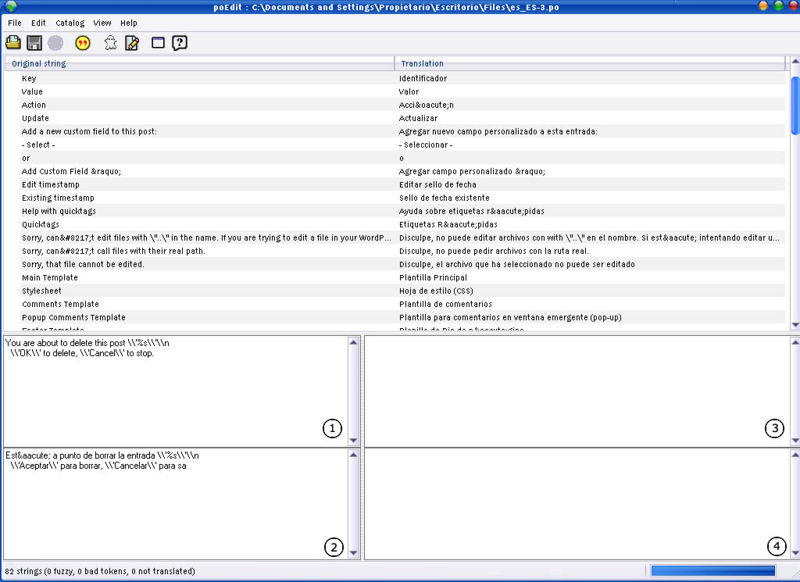 poEdit : C:\Documents and Settings\Propietario\Escritorio\Files\es_ES-3.po
File Edit Catalog View Help
Original string Translation
Key Identificador
Value Valor
Action Acci&oacute;n
Update Actualizar
Add a new custom field to this post: Agregar nuevo campo personalizado a esta entrada:
- Select - - Seleccionar -
or o
Add Custom Field &raquo; Agregar campo personalizado &raquo;
Edit timestamp Editar sello de fecha
Existing timestamp Sello de fecha existente
Help with quicktags Ayuda sobre etiquetas r&aacute;pidas
Quicktags Etiquetas R&aacute;pidas
Sorry, can&#8217;t edit files with \"..\" in the name. If you are trying to edit a file in your WordP... Disculpe, no puede editar archivos con with \"..\" en el nombre. Si est&aacute; intentando editar u...
Sorry, can&#8217;t call files with their real path. Disculpe, no puede pedir archivos con la ruta real.
Sorry, that file cannot be edited. Disculpe, el archivo que ha seleccionado no puede ser editado
Main Template Plantilla Principal
Stylesheet Hoja de estilo (CSS)
Comments Template Plantilla de comentarios
Popup Comments Template Plantilla para comentarios en ventana emergente (pop-up)
Footer Template Plantilla de Pie de p&aacute;gina
You are about to delete this post \\'%s\\'\\n
\\'OK\\' to delete, \\'Cancel\\' to stop.
1
3
Est&aacute; a punto de borrar la entrada \\'%s\\'\\n
\\'Aceptar\\' para borrar, \\'Cancelar\\' para sa
2
4
82 strings (0 fuzzy, 0 bad tokens, 0 not translated)